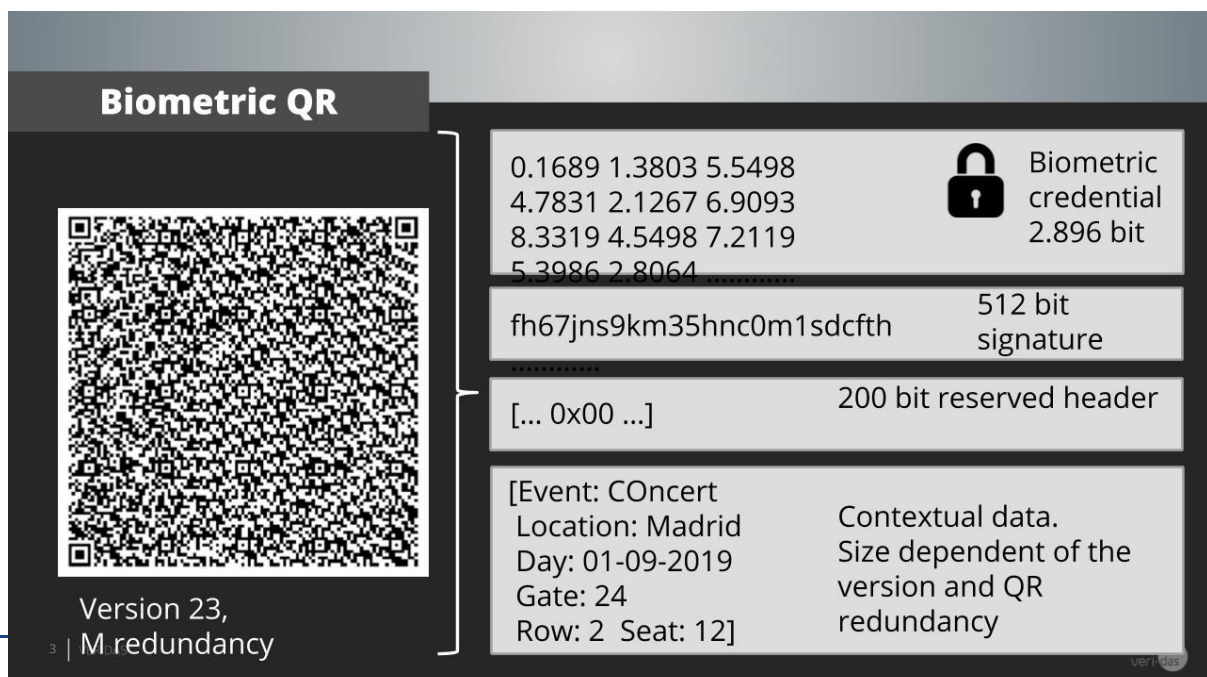 Biometric QR
0.1689 1.3803 5.5498
4.7831 2.1267 6.9093
8.3319 4.5498 7.2119
5.3986 2.8064 ............
Biometric
credential
2.896 bit
fh67jns9km35hnc0m1sdcfth
............
512 bit
signature
[... 0x00 ...]
200 bit reserved header
[Event: COncert
Location: Madrid
Day: 01-09-2019
Gate: 24
Row: 2 Seat: 12]
Contextual data.
Size dependent of the
version and QR
redundancy
Version 23,
M redundancy
3 |
veri-das